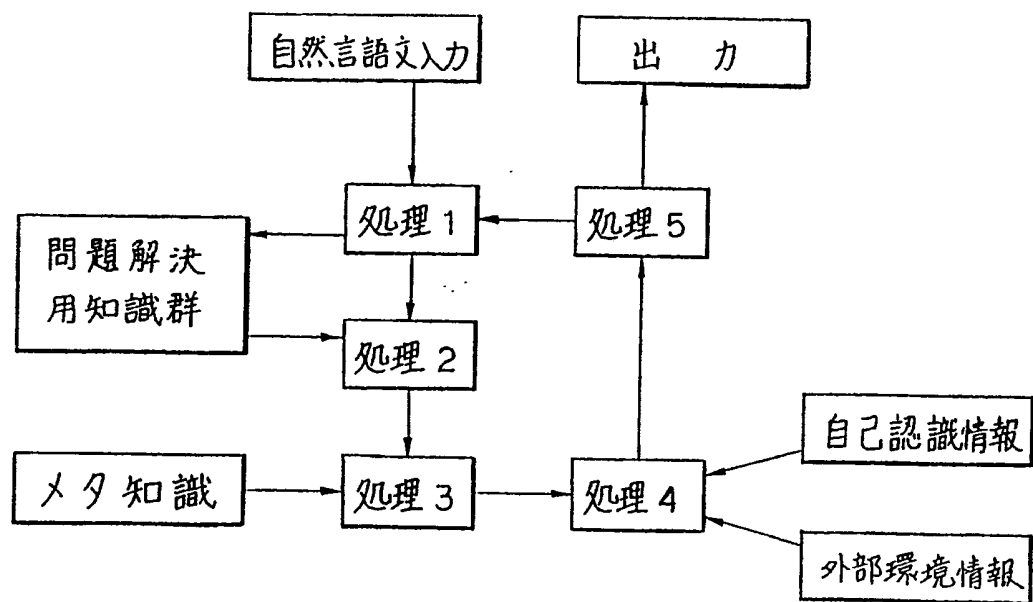 自然言語文入力
出 力
処理 1
処理 5
問題解決
用知識群
処理 2
自己認識情報
メタ知識
処理 3
処理 4
外部環境情報